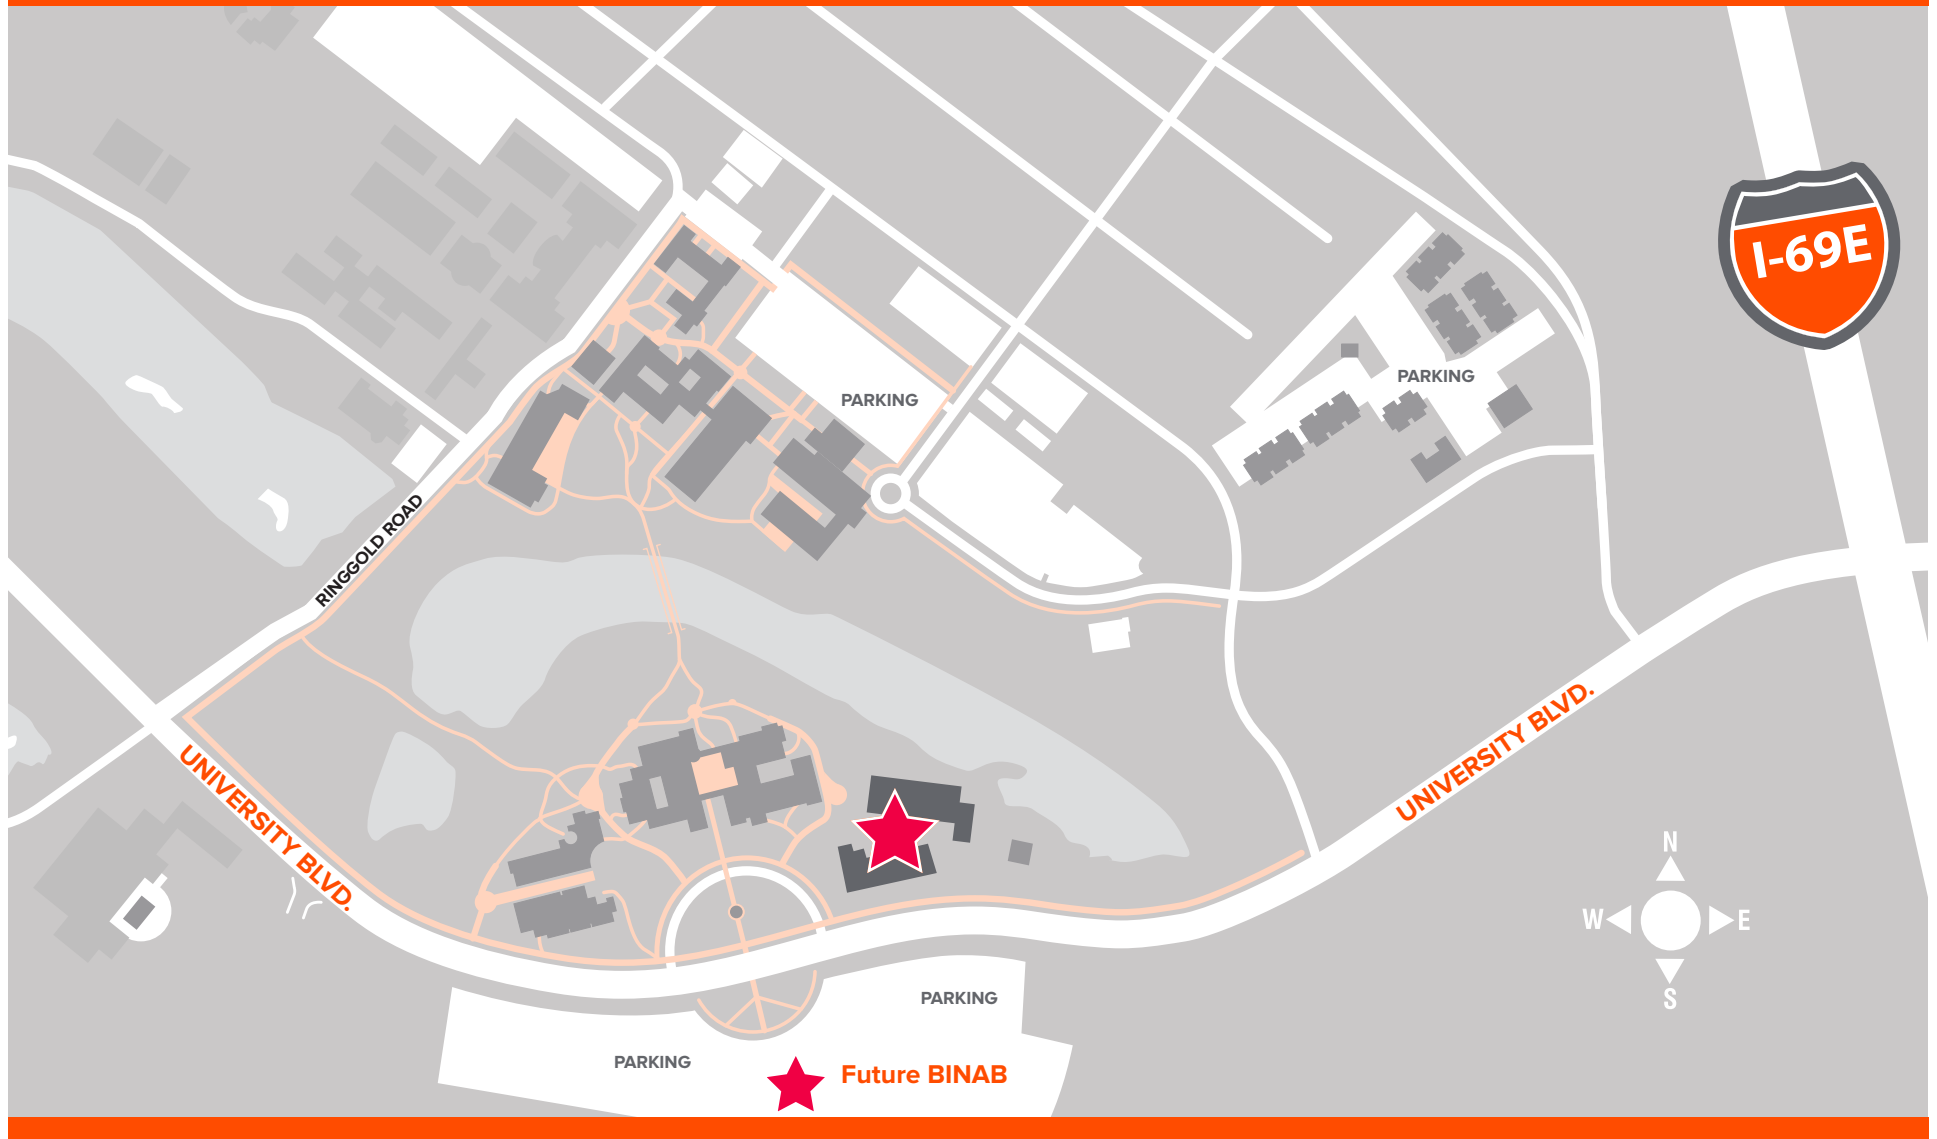 I-69E
PARKING
PARKING
RINGGOLD ROAD
UNIVERSITY BLVD.
UNIVERSITY BLVD.
N
W
E
S
PARKING
PARKING
Future BINAB